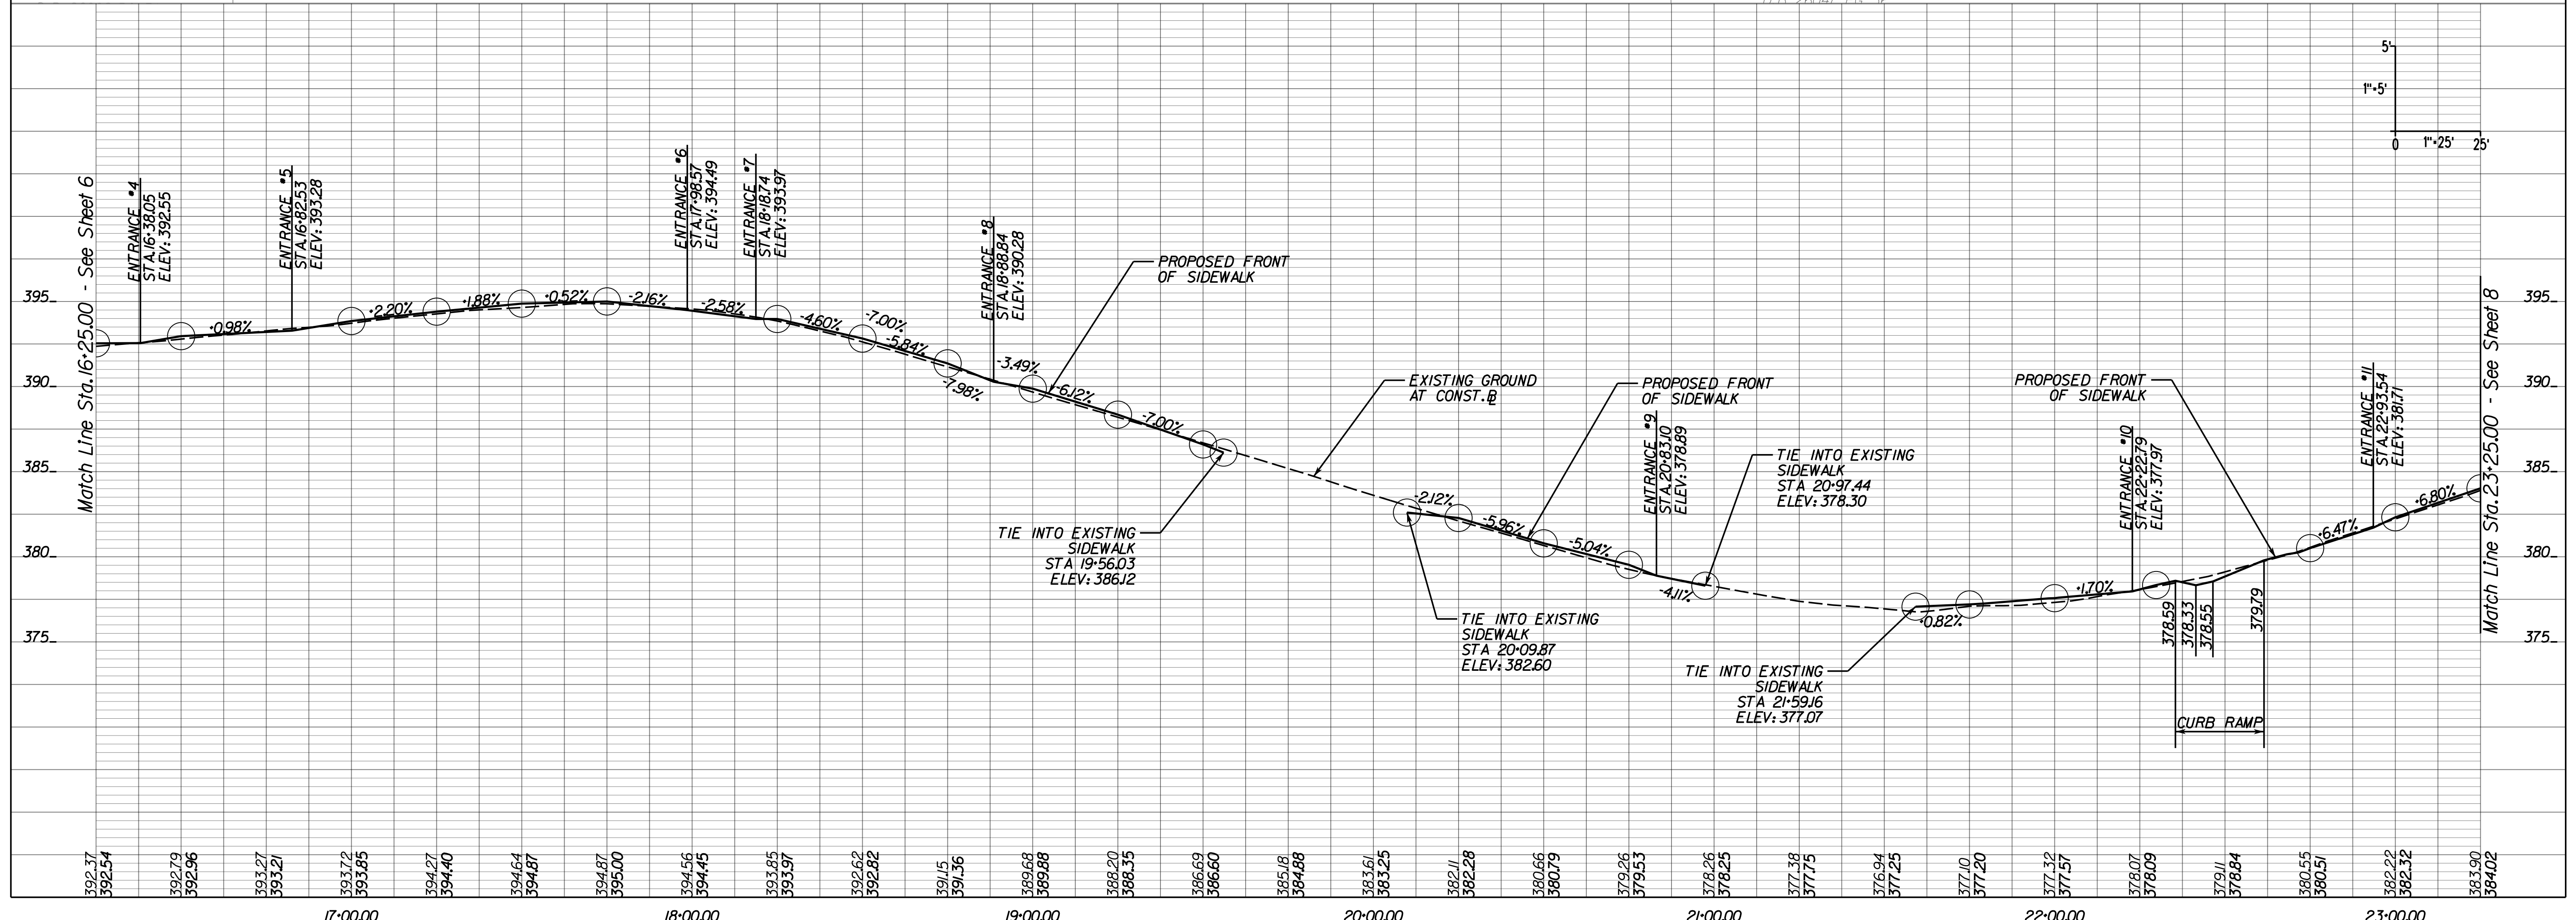 5'
1"=5'
0
1"=25'
25'
Match Line Sta.16+25.00 - See Sheet 6
ENTRANCE #4
STA.16+38.05
ELEV: 392.55
ENTRANCE #5
STA.16+82.53
ELEV: 393.28
ENTRANCE #6
STA.17+98.57
ELEV: 394.49
ENTRANCE #7
STA.18+18.74
ELEV: 393.97
ENTRANCE #8
STA.18+88.84
ELEV: 390.28
PROPOSED FRONT
OF SIDEWALK
EXISTING GROUND
AT CONST. BL
PROPOSED FRONT
OF SIDEWALK
ENTRANCE #9
STA.20+83.10
ELEV: 378.89
TIE INTO EXISTING
SIDEWALK
STA 20+97.44
ELEV: 378.30
PROPOSED FRONT
OF SIDEWALK
ENTRANCE #10
STA.22+22.79
ELEV: 377.97
ENTRANCE #11
STA.22+93.54
ELEV: 381.71
Match Line Sta.23+25.00 - See Sheet 8
395
390
385
380
375
395
390
385
380
375
+0.98%
+2.20%
+1.88%
+0.52%
-2.16%
-2.58%
-4.60%
-7.00%
-5.84%
-7.98%
-3.49%
-6.12%
-7.00%
-2.12%
-5.96%
-5.04%
-4.11%
+0.82%
+1.70%
+6.47%
+6.80%
TIE INTO EXISTING
SIDEWALK
STA 19+56.03
ELEV: 386.12
TIE INTO EXISTING
SIDEWALK
STA 20+09.87
ELEV: 382.60
TIE INTO EXISTING
SIDEWALK
STA 21+59.16
ELEV: 377.07
378.59
378.33
378.55
379.79
CURB RAMP
392.37
392.54
392.79
392.96
393.27
393.21
393.72
393.85
394.27
394.40
394.64
394.87
394.87
395.00
394.56
394.45
393.85
393.97
392.62
392.82
391.15
391.36
389.68
389.88
388.20
388.35
386.69
386.60
385.18
384.88
383.61
383.25
382.11
382.28
380.66
380.79
379.26
379.53
378.26
378.25
377.38
377.75
376.94
377.25
377.10
377.20
377.32
377.57
378.07
378.09
379.11
378.84
380.55
380.51
382.22
382.32
383.90
384.02
17+00.00
18+00.00
19+00.00
20+00.00
21+00.00
22+00.00
23+00.00